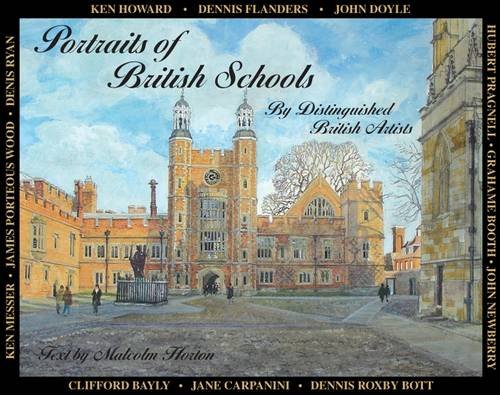 KEN HOWARD • DENNIS FLANDERS • JOHN DOYLE
Portraits of
British Schools
By Distinguished
British Artists
KEN MESSER • JAMES PORTEOUS WOOD • DENIS RYAN
HUBERT PRAGNELL • GRAHAME BOOTH • JOHN NEWBERRY
Text by Malcolm Horton
CLIFFORD BAYLY • JANE CARPANINI • DENNIS ROXBY BOTT